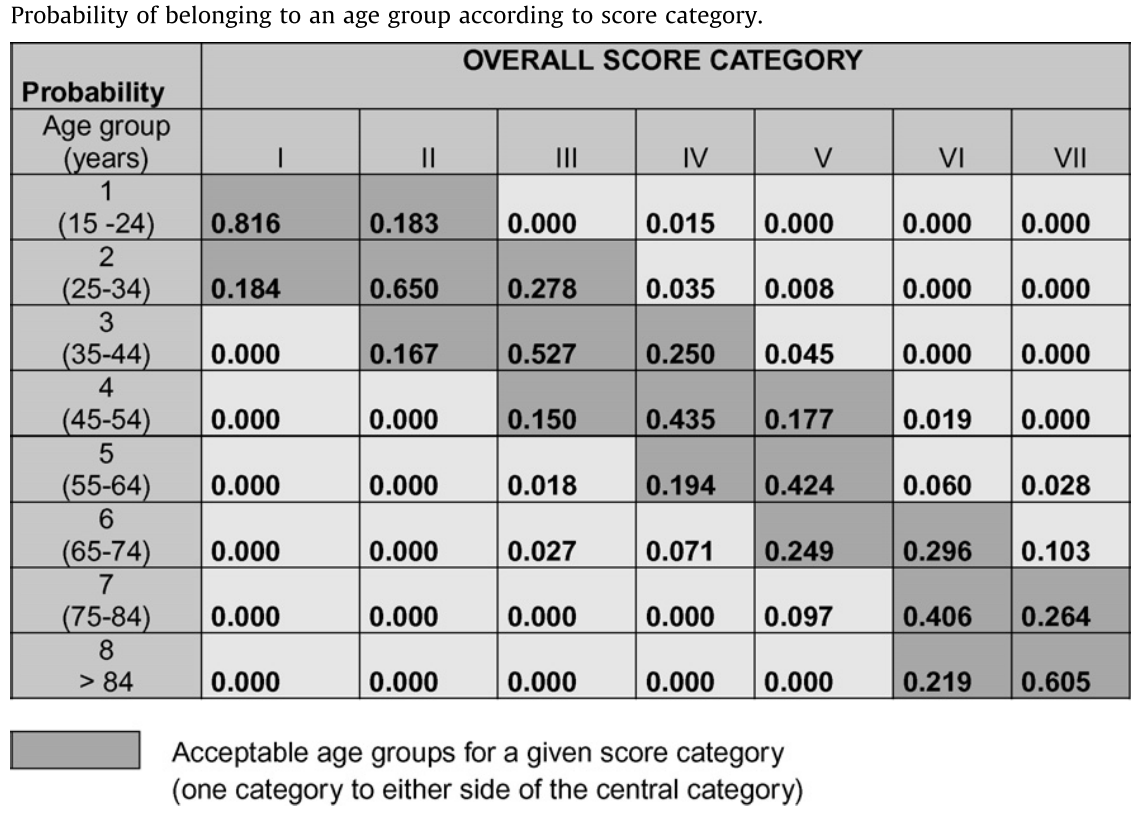 Probability of belonging to an age group according to score category.
Probability
OVERALL SCORE CATEGORY
Age group
(years) I II III IV V VI VII
1
(15 -24) 0.816 0.183 0.000 0.015 0.000 0.000 0.000
2
(25-34) 0.184 0.650 0.278 0.035 0.008 0.000 0.000
3
(35-44) 0.000 0.167 0.527 0.250 0.045 0.000 0.000
4
(45-54) 0.000 0.000 0.150 0.435 0.177 0.019 0.000
5
(55-64) 0.000 0.000 0.018 0.194 0.424 0.060 0.028
6
(65-74) 0.000 0.000 0.027 0.071 0.249 0.296 0.103
7
(75-84) 0.000 0.000 0.000 0.000 0.097 0.406 0.264
8
> 84 0.000 0.000 0.000 0.000 0.000 0.219 0.605
Acceptable age groups for a given score category
(one category to either side of the central category)